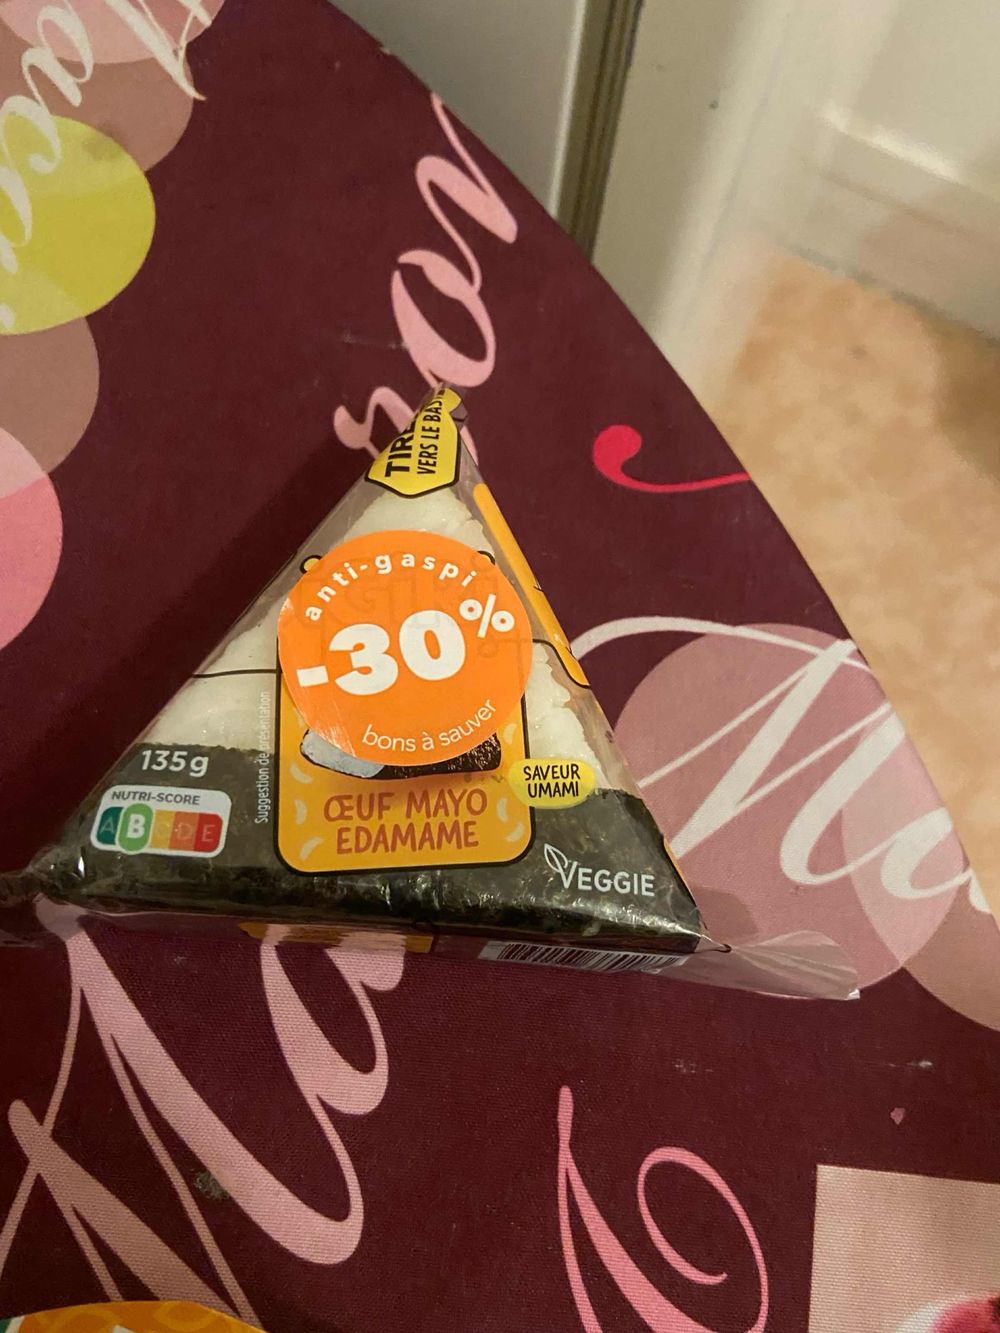 VERS LE BAS
anti-gaspi
-30%
bons à sauver
135g
Suggestion de présentation
NUTRI-SCORE
A B C D E
ŒUF MAYO
EDAMAME
SAVEUR
UMAMI
VEGGIE